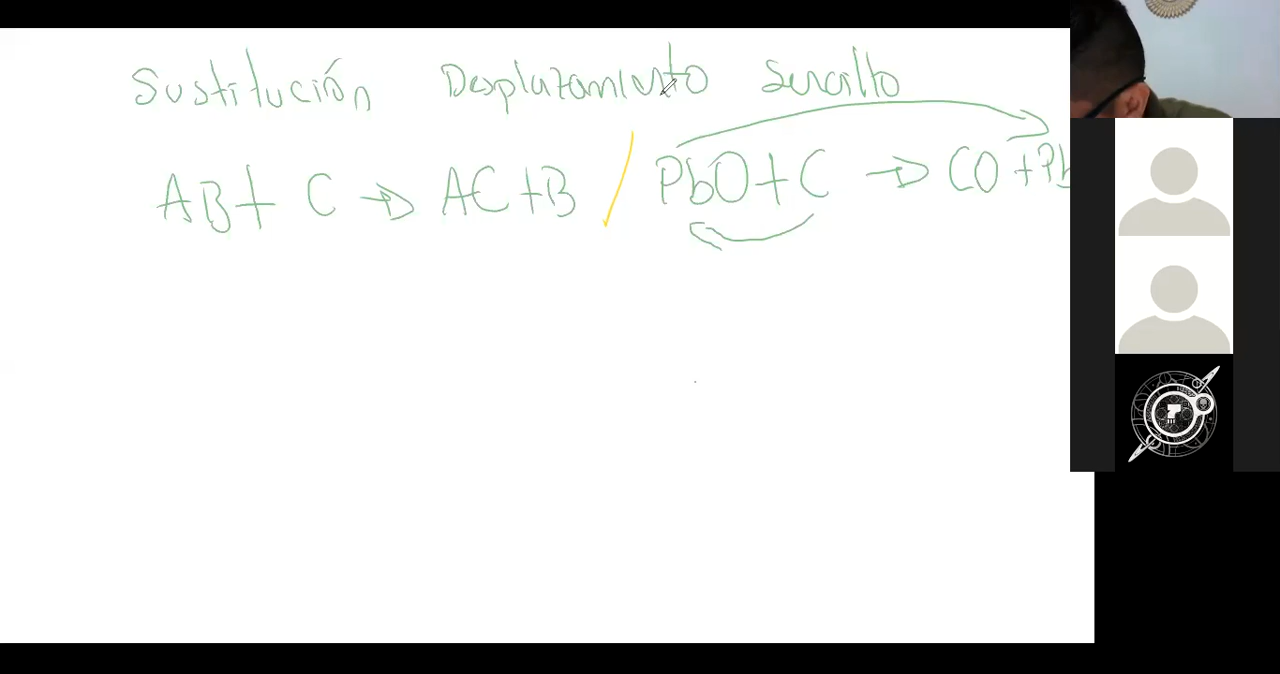 Sustitución Desplazamiento Sencillo
AB + C → AC + B / PbO + C → CO + Pb